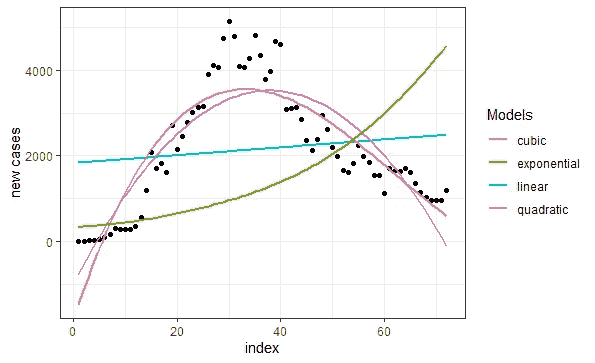 new cases
4000
2000
0
0
20
40
60
index
Models
cubic
exponential
linear
quadratic